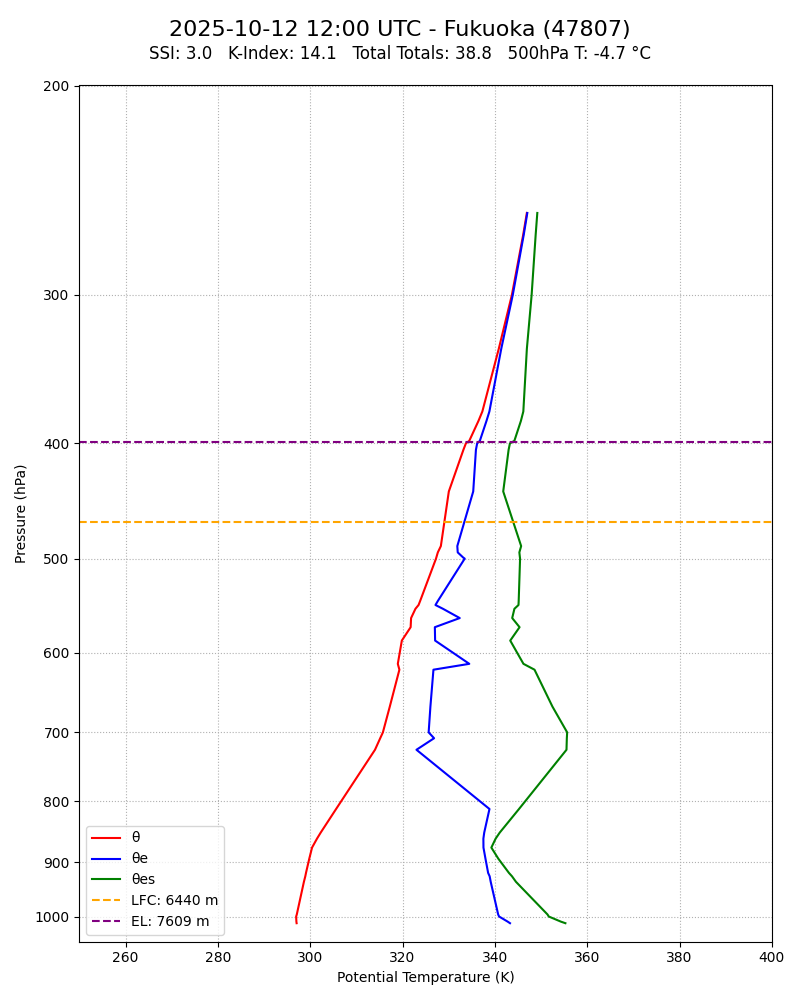 2025-10-12 12:00 UTC - Fukuoka (47807)
SSI: 3.0   K-Index: 14.1   Total Totals: 38.8   500hPa T: -4.7 °C
200
300
400
500
600
700
800
900
1000
Pressure (hPa)
θ
θe
θes
LFC: 6440 m
EL: 7609 m
260
280
300
320
340
360
380
400
Potential Temperature (K)